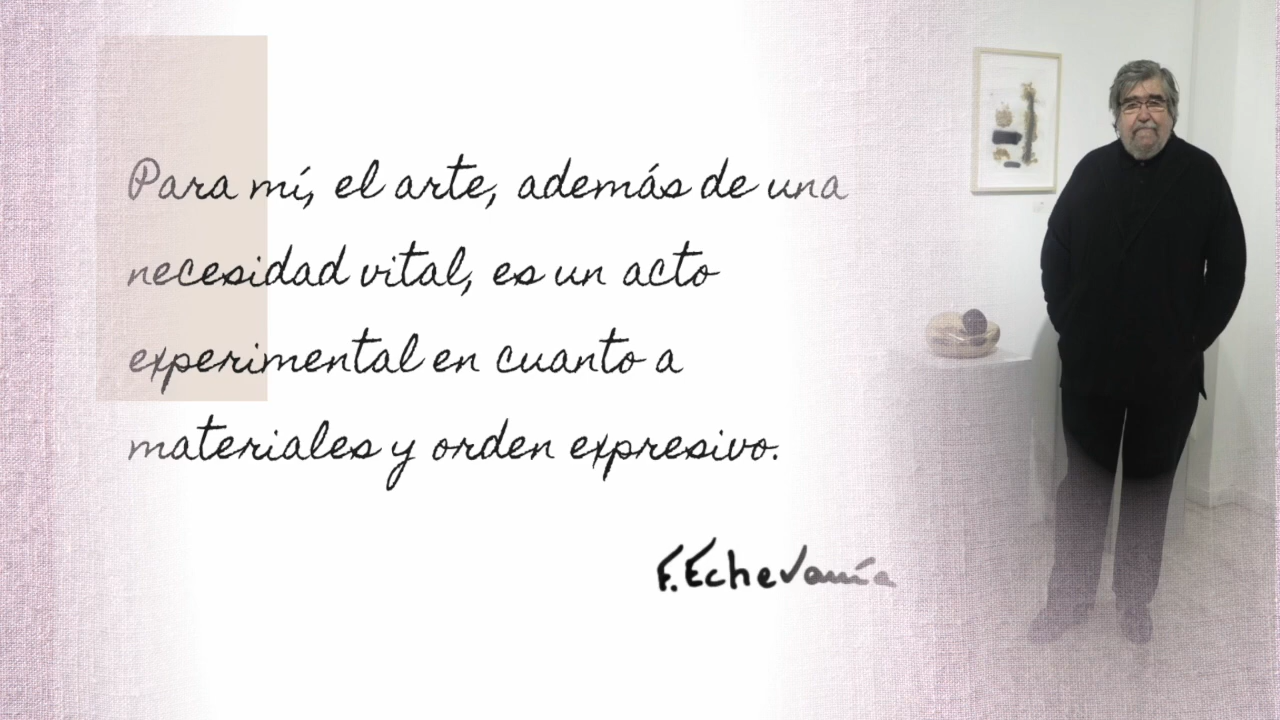 Para mí, el arte, además de una
necesidad vital, es un acto
experimental en cuanto a
materiales y orden expresivo.
F. Echevarría